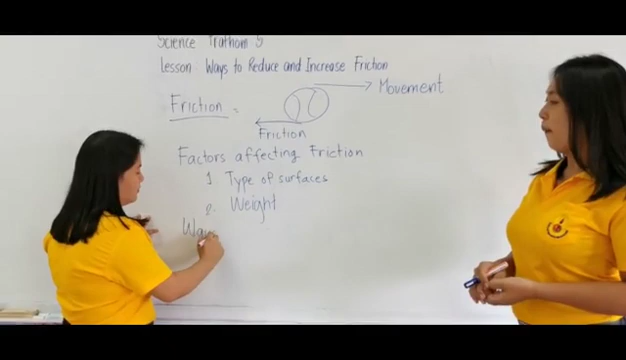 Science Prathom 5
Lesson Ways to Reduce and Increase Friction
Movement
Friction =
Friction
Factors affecting Friction
1 Type of surfaces
2. Weight
Ways